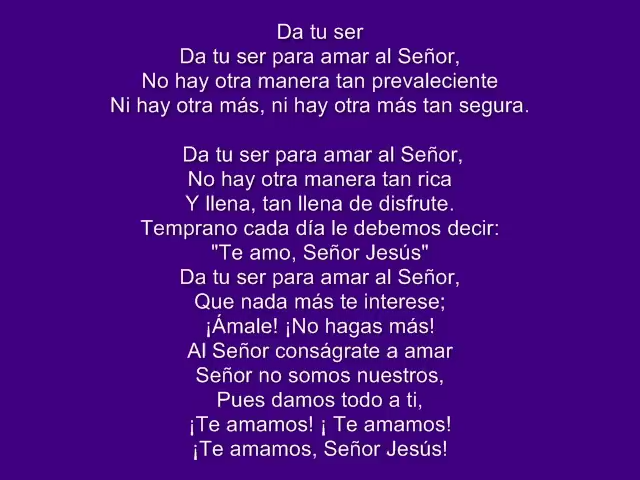 Da tu ser
Da tu ser para amar al Señor,
No hay otra manera tan prevaleciente
Ni hay otra más, ni hay otra más tan segura.
Da tu ser para amar al Señor,
No hay otra manera tan rica
Y llena, tan llena de disfrute.
Temprano cada día le debemos decir:
"Te amo, Señor Jesús"
Da tu ser para amar al Señor,
Que nada más te interese;
¡Ámale! ¡No hagas más!
Al Señor conságrate a amar
Señor no somos nuestros,
Pues damos todo a ti,
¡Te amamos! ¡ Te amamos!
¡Te amamos, Señor Jesús!